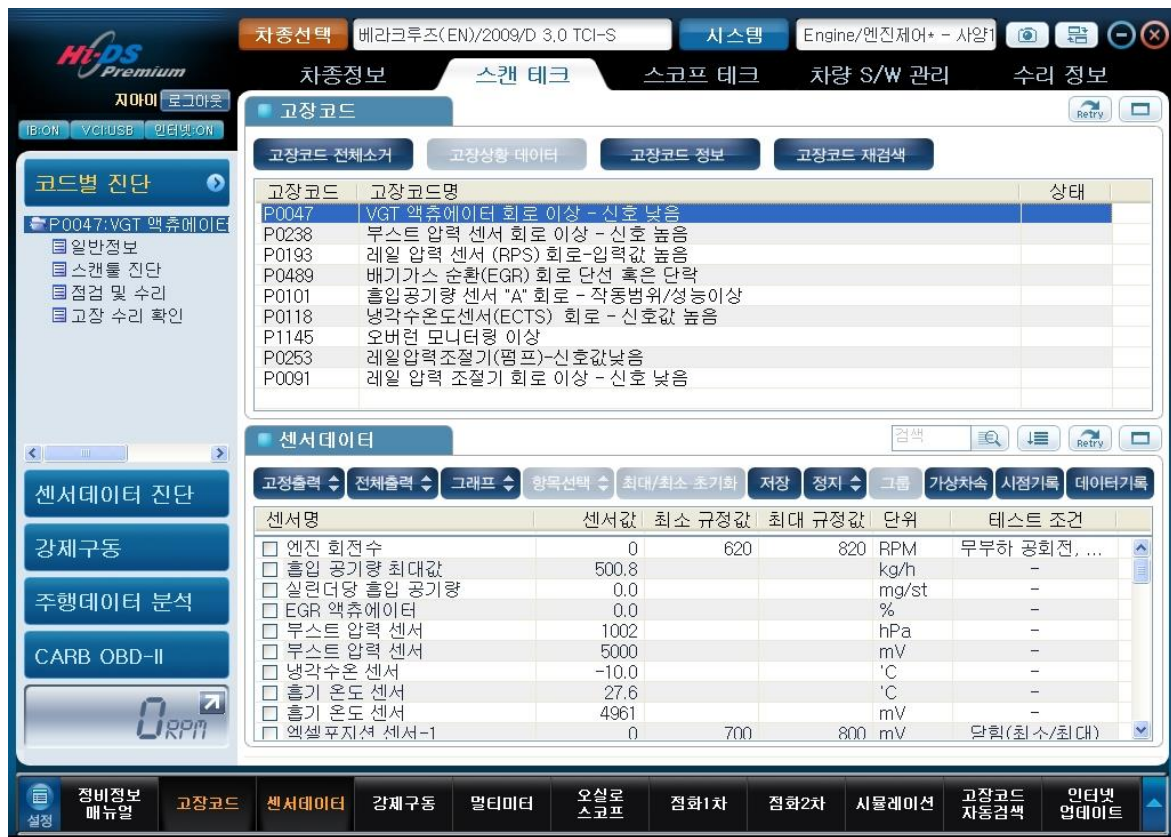 Hi-DS
Premium
차종선택 베라크루즈(EN)/2009/D 3.0 TCI-S 시스템 Engine/엔진제어* - 사양1
차종정보 스캔 테크 스코프 테크 차량 S/W 관리 수리 정보
지아이 로그아웃
IB:ON VCI:USB 인터넷:ON
고장코드 Retry
고장코드 전체소거 고장상황 데이터 고장코드 정보 고장코드 재검색
코드별 진단
P0047:VGT 액츄에이터
일반정보
스캔툴 진단
점검 및 수리
고장 수리 확인
고장코드 고장코드명 상태
P0047 VGT 액츄에이터 회로 이상 - 신호 낮음
P0238 부스트 압력 센서 회로 이상 - 신호 높음
P0193 레일 압력 센서 (RPS) 회로-입력값 높음
P0489 배기가스 순환(EGR) 회로 단선 혹은 단락
P0101 흡입공기량 센서 "A" 회로 - 작동범위/성능이상
P0118 냉각수온도센서(ECTS) 회로 - 신호값 높음
P1145 오버런 모니터링 이상
P0253 레일압력조절기(펌프)-신호값낮음
P0091 레일 압력 조절기 회로 이상 - 신호 낮음
센서데이터 검색 Retry
고정출력 전체출력 그래프 항목선택 최대/최소 초기화 저장 정지 그룹 가상차속 시점기록 데이터기록
센서명 센서값 최소 규정값 최대 규정값 단위 테스트 조건
엔진 회전수 0 620 820 RPM 무부하 공회전, ...
흡입 공기량 최대값 500.8 kg/h -
실린더당 흡입 공기량 0.0 mg/st -
EGR 액츄에이터 0.0 % -
부스트 압력 센서 1002 hPa -
부스트 압력 센서 5000 mV -
냉각수온 센서 -10.0 'C -
흡기 온도 센서 27.6 'C -
흡기 온도 센서 4961 mV -
엑셀포지션 센서-1 0 700 800 mV 닫힘(최소/최대)
센서데이터 진단
강제구동
주행데이터 분석
CARB OBD-II
0 RPM
설정 정비정보 매뉴얼 고장코드 센서데이터 강제구동 멀티미터 오실로 스코프 점화1차 점화2차 시뮬레이션 고장코드 자동검색 인터넷 업데이트